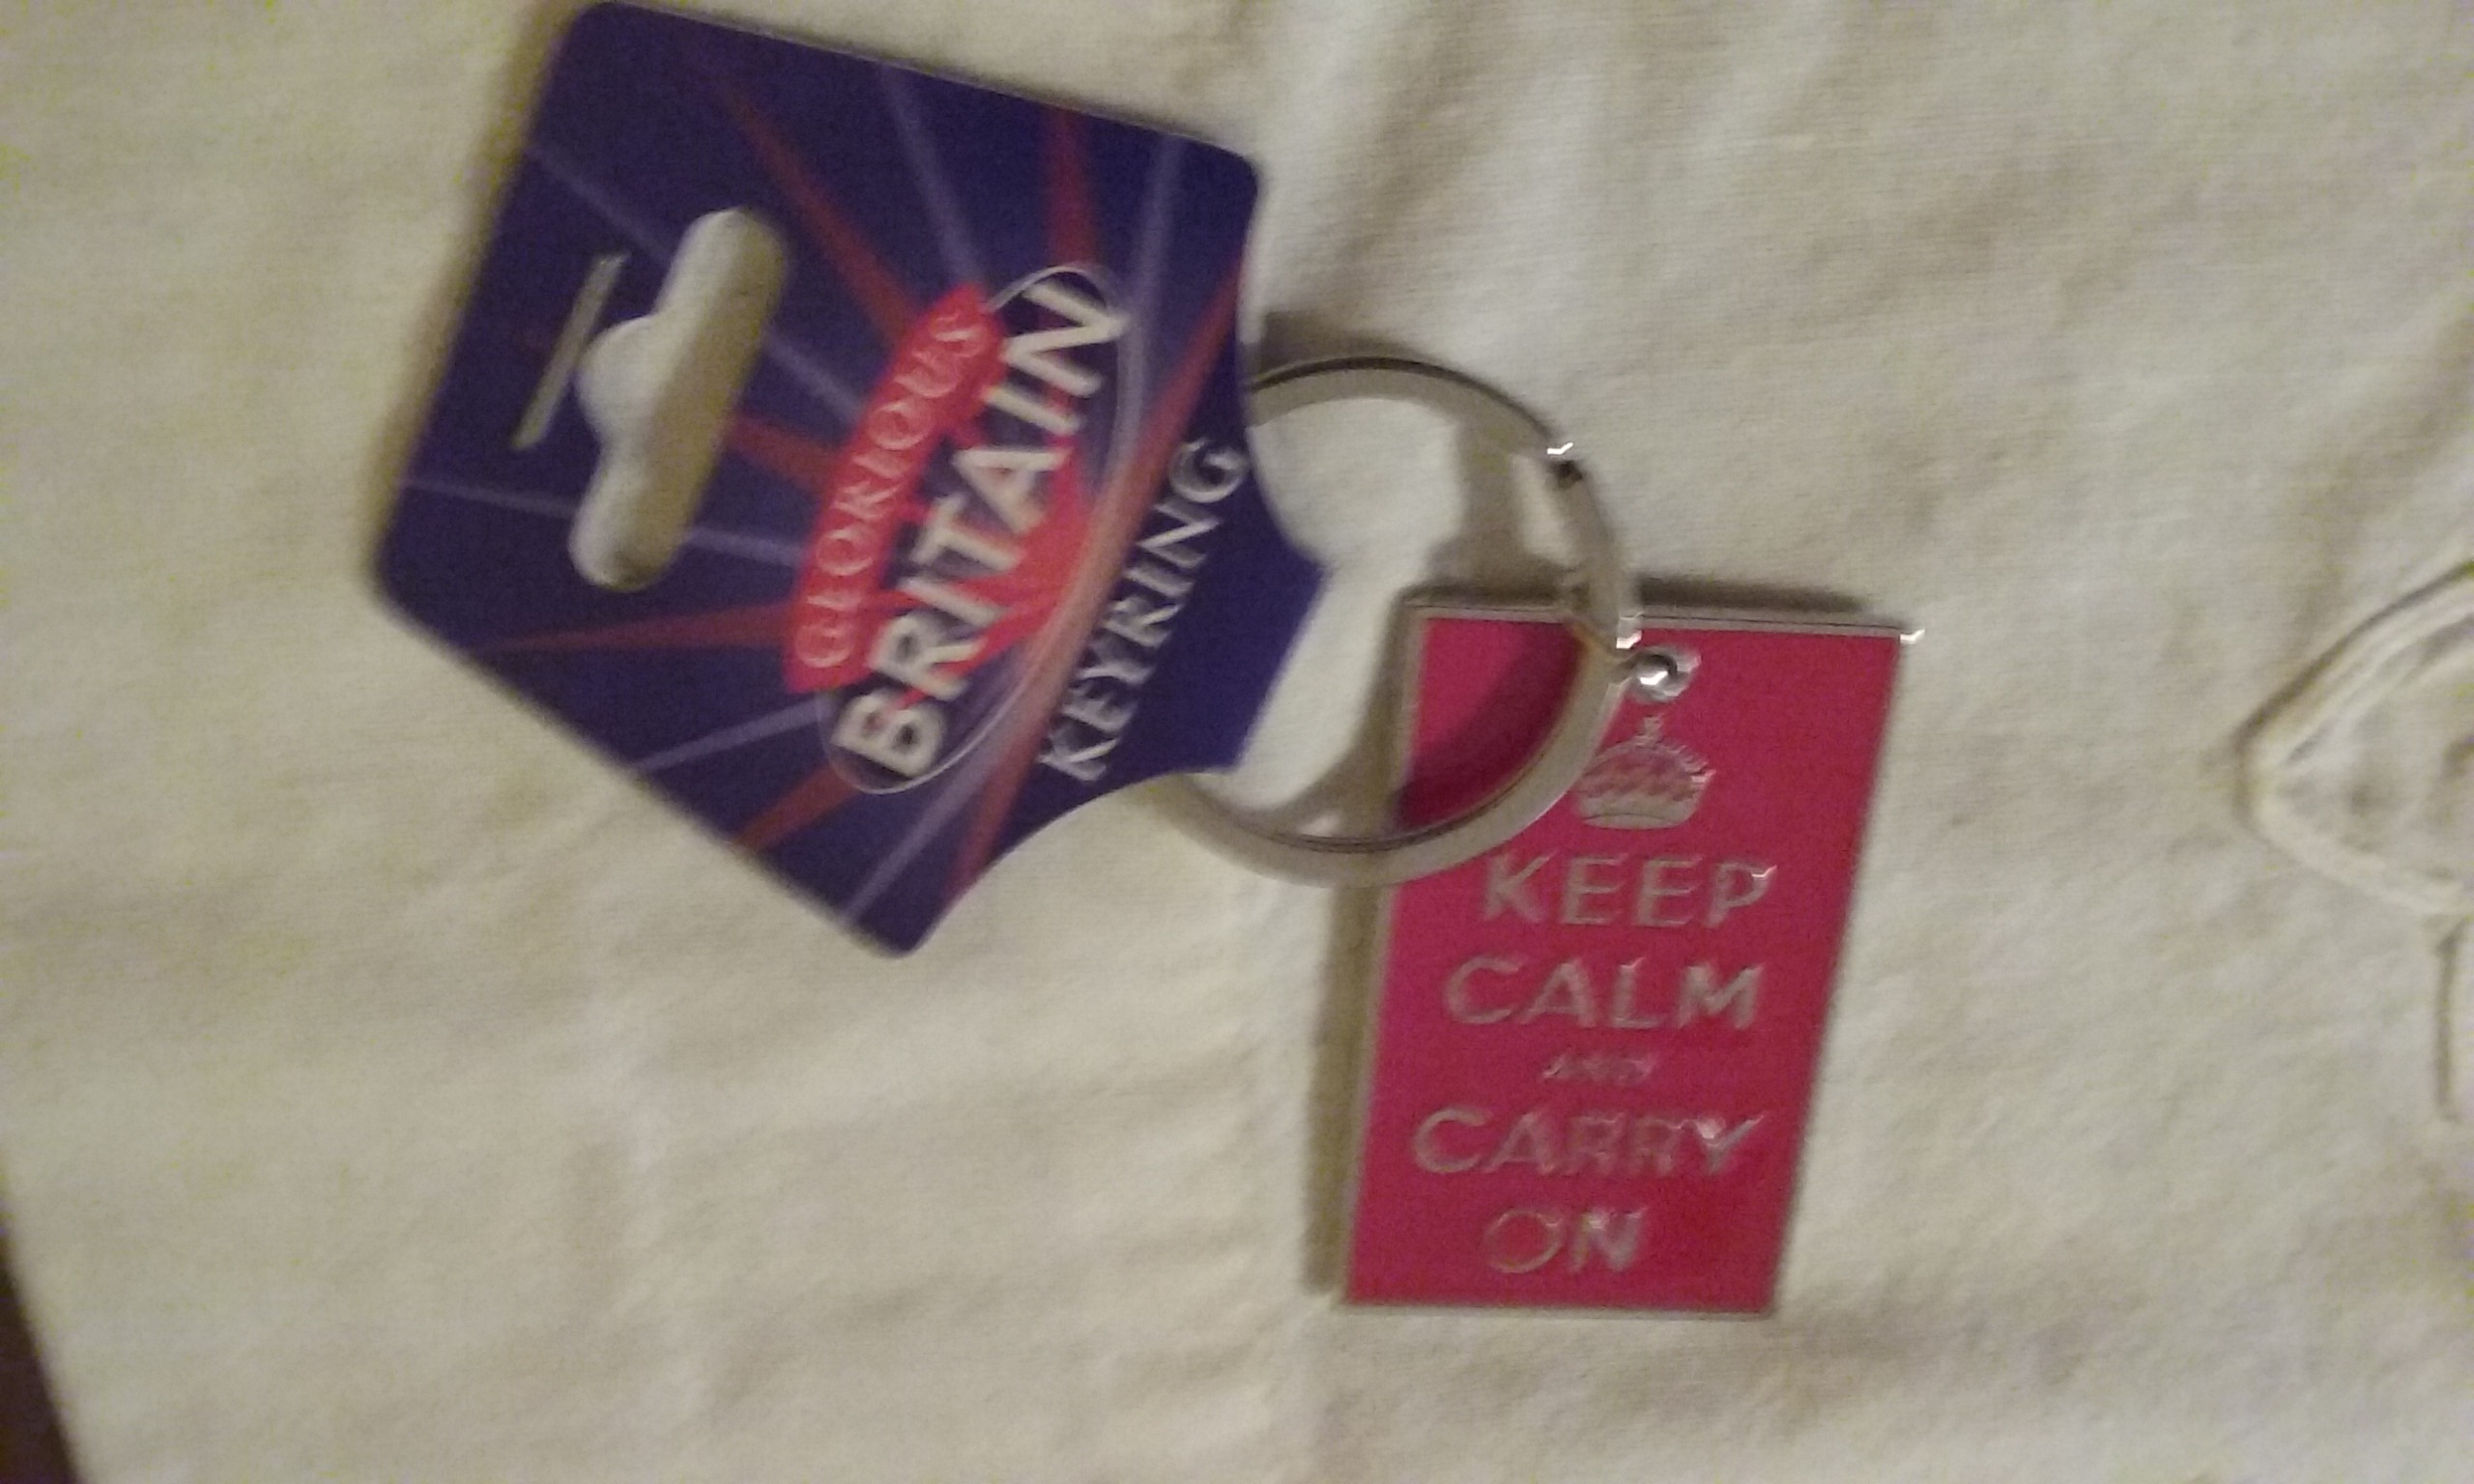 GLORIOUS
BRITAIN
KEYRING
KEEP
CALM
AND
CARRY
ON